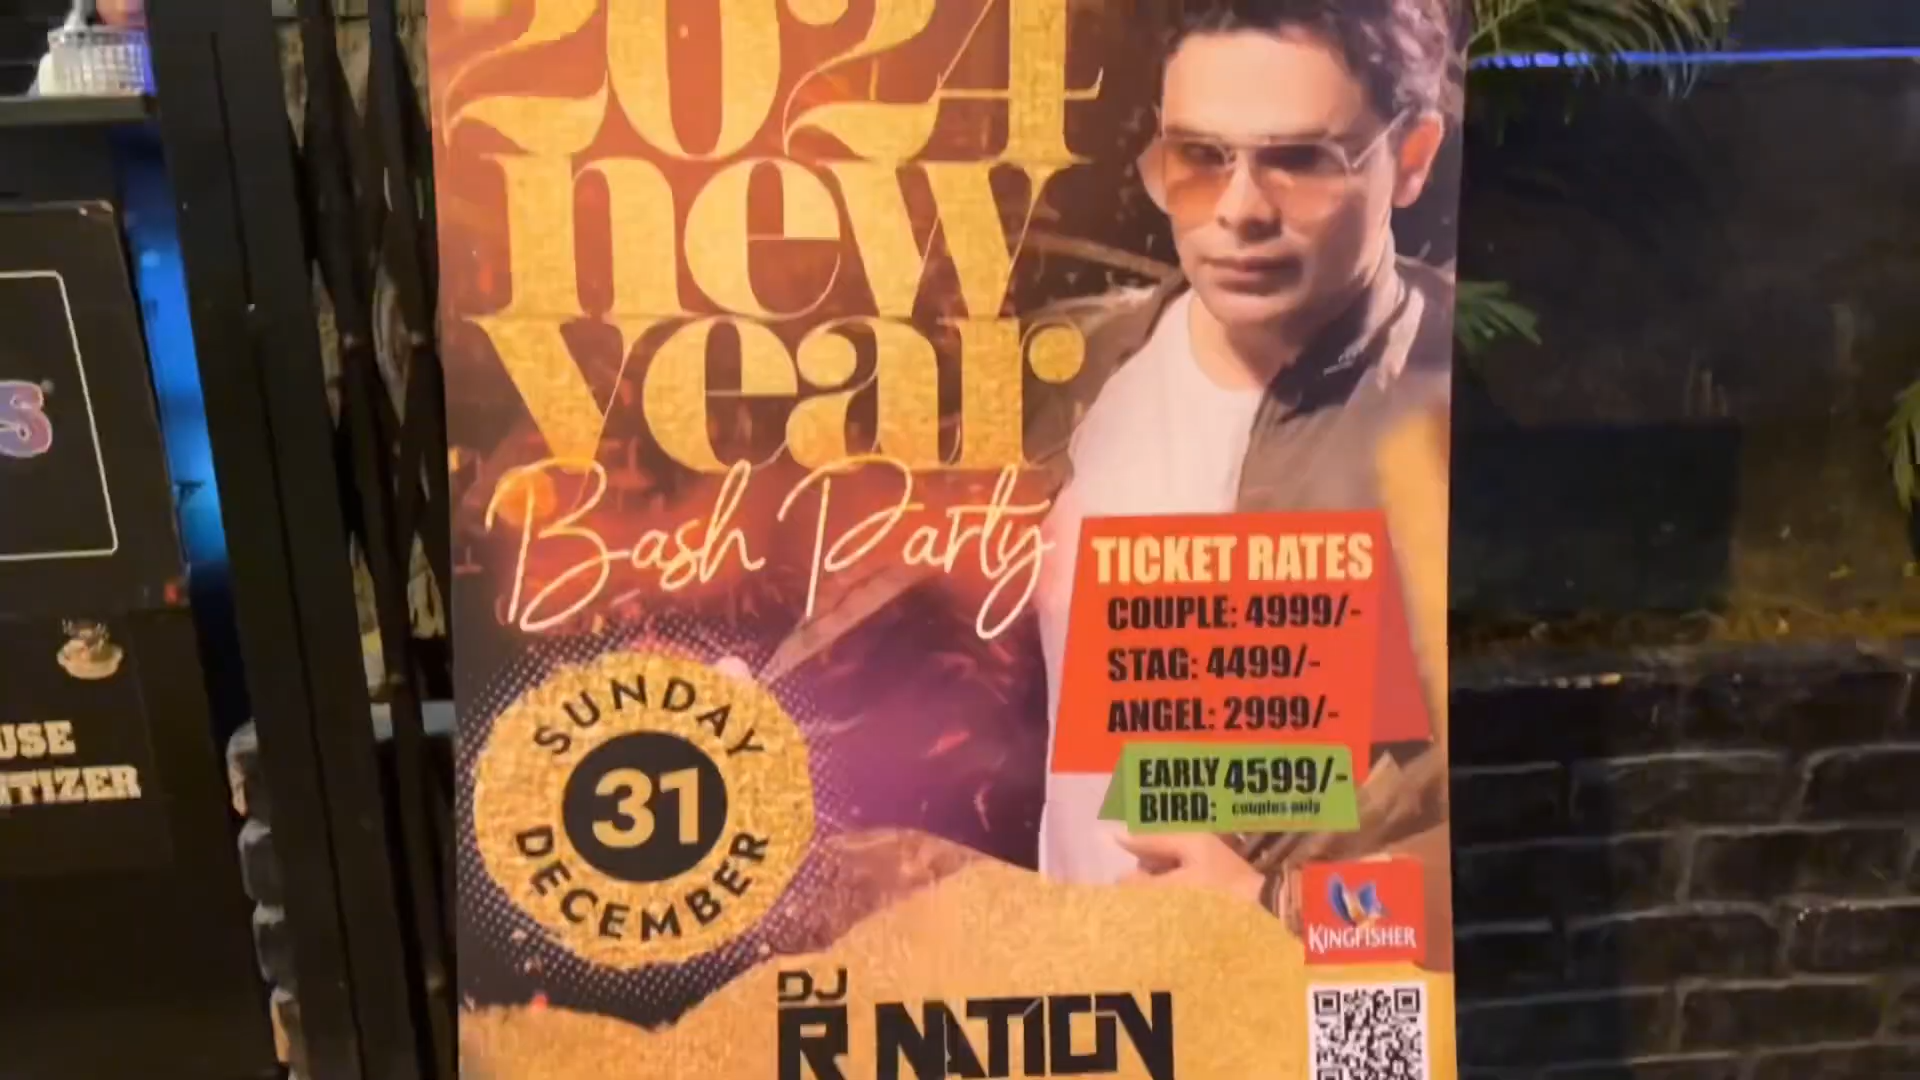 2024
new
year
Bash Party
SUNDAY
31
DECEMBER
TICKET RATES
COUPLE: 4999/-
STAG: 4499/-
ANGEL: 2999/-
EARLY BIRD: 4599/-
couples only
KINGFISHER
DJ
R NATION
S
USE
ITIZER